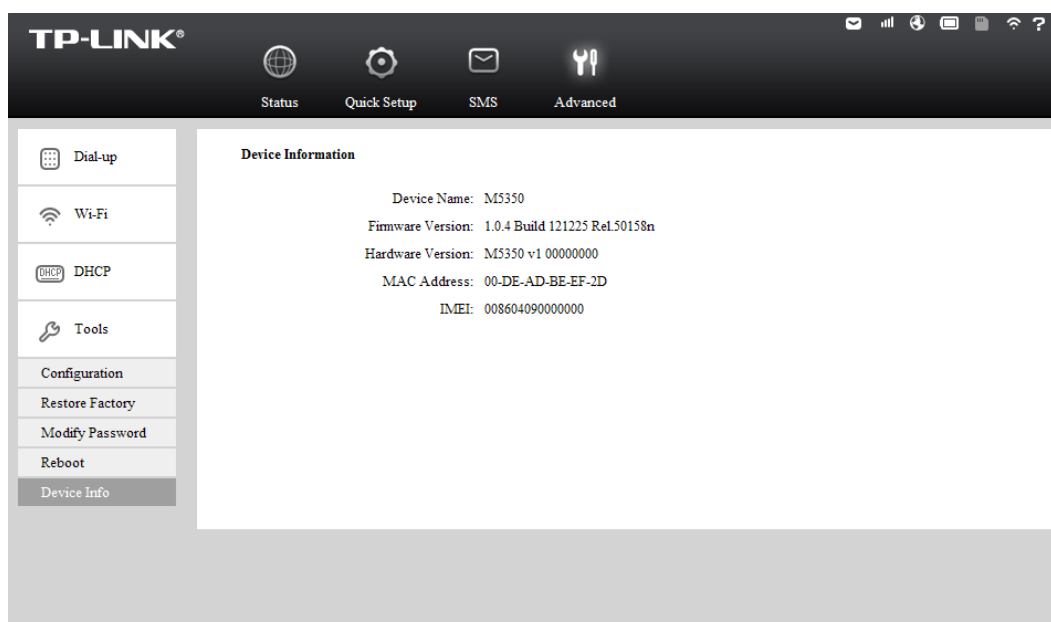 TP-LINK®
?
Status Quick Setup SMS Advanced
Dial-up
Wi-Fi
DHCP DHCP
Tools
Configuration
Restore Factory
Modify Password
Reboot
Device Info
Device Information
Device Name: M5350
Firmware Version: 1.0.4 Build 121225 Rel.50158n
Hardware Version: M5350 v1 00000000
MAC Address: 00-DE-AD-BE-EF-2D
IMEI: 008604090000000